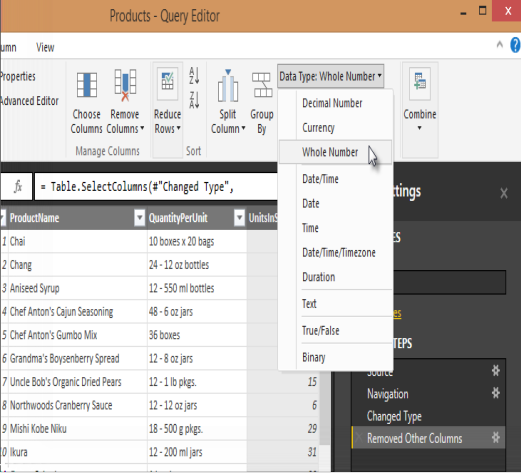 Products - Query Editor
umn View
Properties
Advanced Editor
Choose Columns
Remove Columns
Reduce Rows
Split Column
Group By
Data Type: Whole Number
Combine
Manage Columns
Sort
Decimal Number
Currency
Whole Number
Date/Time
Date
Time
Date/Time/Timezone
Duration
Text
True/False
Binary
fx = Table.SelectColumns(#"Changed Type",
ttings
ES
es
TEPS
Source
Navigation
Changed Type
Removed Other Columns
ProductName QuantityPerUnit UnitsInS
1 Chai 10 boxes x 20 bags
2 Chang 24 - 12 oz bottles
3 Aniseed Syrup 12 - 550 ml bottles
4 Chef Anton's Cajun Seasoning 48 - 6 oz jars
5 Chef Anton's Gumbo Mix 36 boxes
6 Grandma's Boysenberry Spread 12 - 8 oz jars
7 Uncle Bob's Organic Dried Pears 12 - 1 lb pkgs. 15
8 Northwoods Cranberry Sauce 12 - 12 oz jars 6
9 Mishi Kobe Niku 18 - 500 g pkgs. 29
10 Ikura 12 - 200 ml jars 31